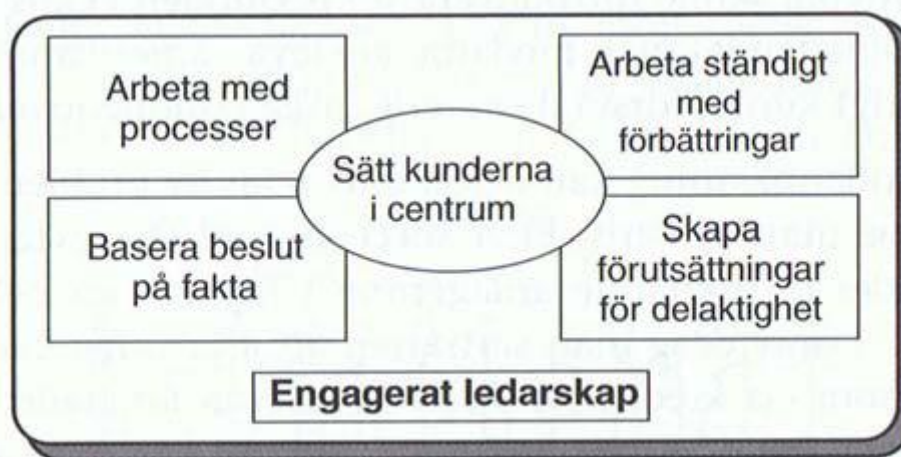 Arbeta med
processer
Arbeta ständigt
med
förbättringar
Sätt kunderna
i centrum
Basera beslut
på fakta
Skapa
förutsättningar
för delaktighet
Engagerat ledarskap